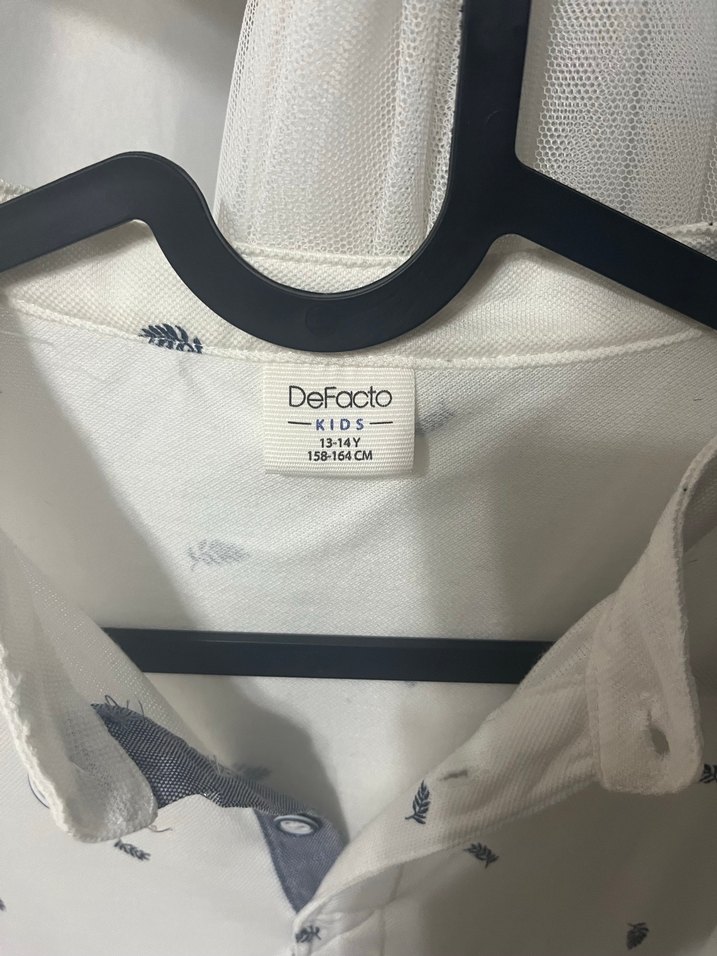 DeFacto
KIDS
13-14 Y
158-164 CM